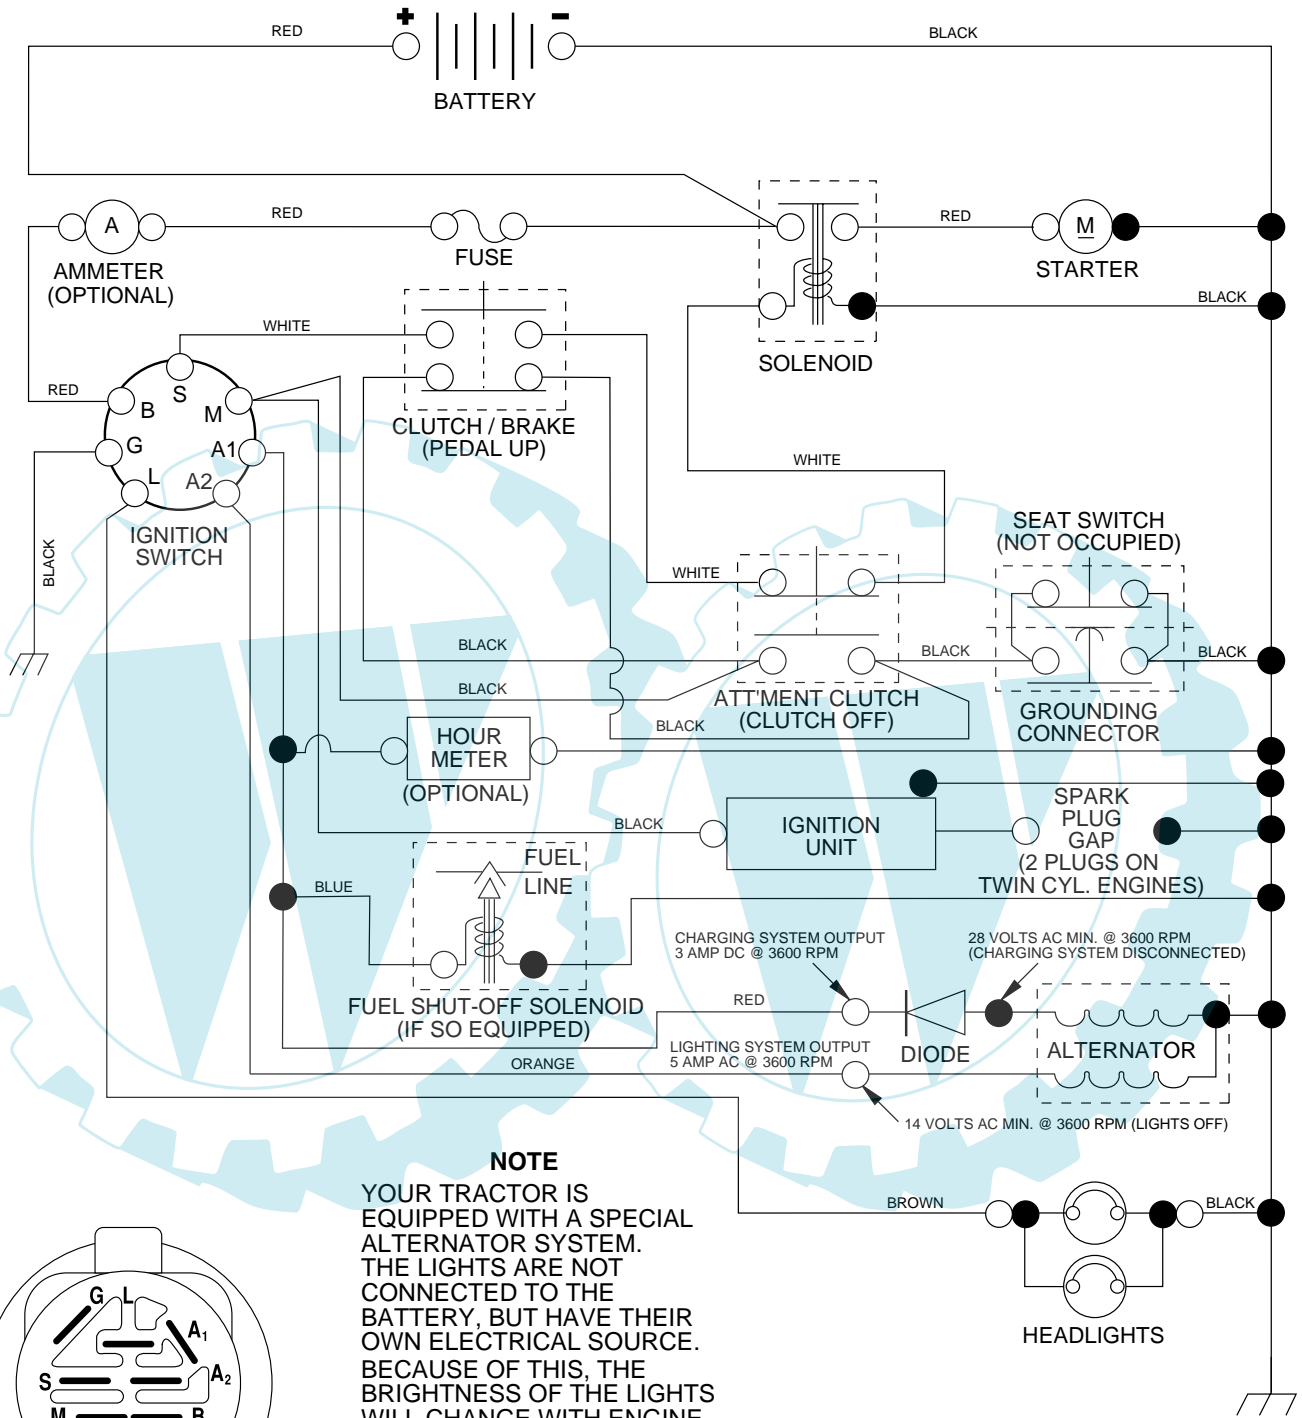 RED
+
-
BLACK
BATTERY
A
RED
FUSE
RED
M
STARTER
AMMETER
(OPTIONAL)
WHITE
BLACK
SOLENOID
RED
S
B
M
G
A1
L
A2
CLUTCH / BRAKE
(PEDAL UP)
WHITE
IGNITION
SWITCH
BLACK
SEAT SWITCH
(NOT OCCUPIED)
WHITE
BLACK
BLACK
BLACK
BLACK
ATT'MENT CLUTCH
(CLUTCH OFF)
BLACK
GROUNDING
CONNECTOR
HOUR
METER
(OPTIONAL)
BLACK
IGNITION
UNIT
SPARK
PLUG
GAP
(2 PLUGS ON
TWIN CYL. ENGINES)
FUEL
LINE
BLUE
CHARGING SYSTEM OUTPUT
3 AMP DC @ 3600 RPM
28 VOLTS AC MIN. @ 3600 RPM
(CHARGING SYSTEM DISCONNECTED)
FUEL SHUT-OFF SOLENOID
(IF SO EQUIPPED)
RED
DIODE
ALTERNATOR
LIGHTING SYSTEM OUTPUT
5 AMP AC @ 3600 RPM
ORANGE
14 VOLTS AC MIN. @ 3600 RPM (LIGHTS OFF)
NOTE
YOUR TRACTOR IS
EQUIPPED WITH A SPECIAL
ALTERNATOR SYSTEM.
THE LIGHTS ARE NOT
CONNECTED TO THE
BATTERY, BUT HAVE THEIR
OWN ELECTRICAL SOURCE.
BECAUSE OF THIS, THE
BRIGHTNESS OF THE LIGHTS
WILL CHANGE WITH ENGINE
BROWN
BLACK
HEADLIGHTS
G
L
A1
A2
S
M
B